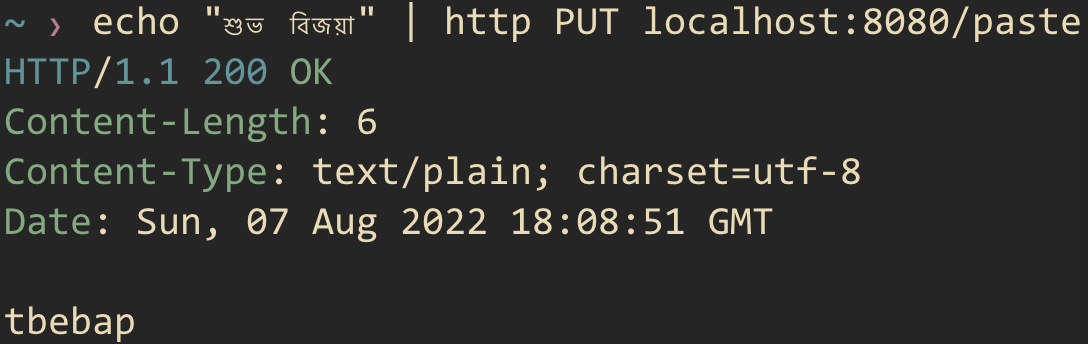 ~ ❯ echo "শুভ বিজয়া" | http PUT localhost:8080/paste
HTTP/1.1 200 OK
Content-Length: 6
Content-Type: text/plain; charset=utf-8
Date: Sun, 07 Aug 2022 18:08:51 GMT

tbebap